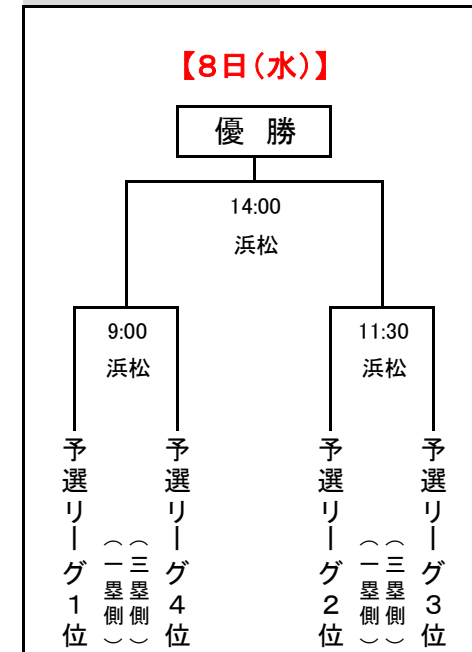 【8日(水)】
優 勝
14:00
浜松
9:00
浜松
11:30
浜松
予選リーグ1位
(一塁側)
(三塁側)
予選リーグ4位
予選リーグ2位
(一塁側)
(三塁側)
予選リーグ3位